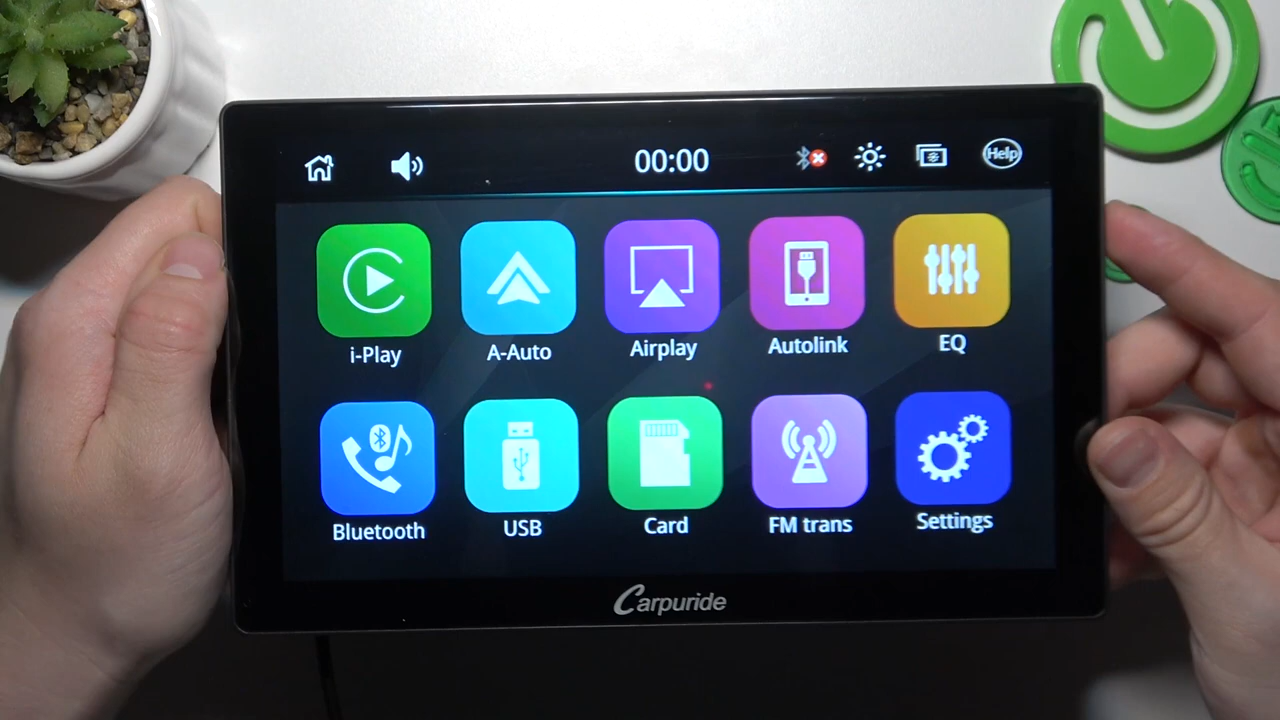 00:00
Help
i-Play
A-Auto
Airplay
Autolink
EQ
Bluetooth
USB
Card
FM trans
Settings
Carpuride